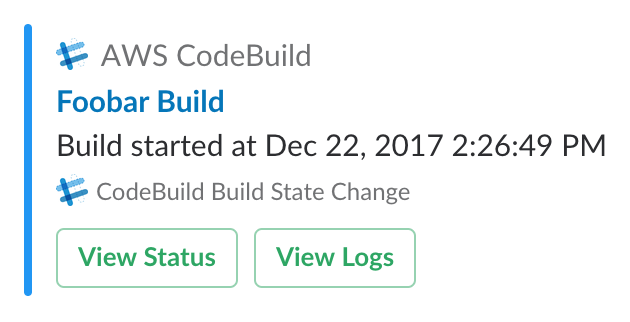 AWS CodeBuild
Foobar Build
Build started at Dec 22, 2017 2:26:49 PM
CodeBuild Build State Change
View Status View Logs